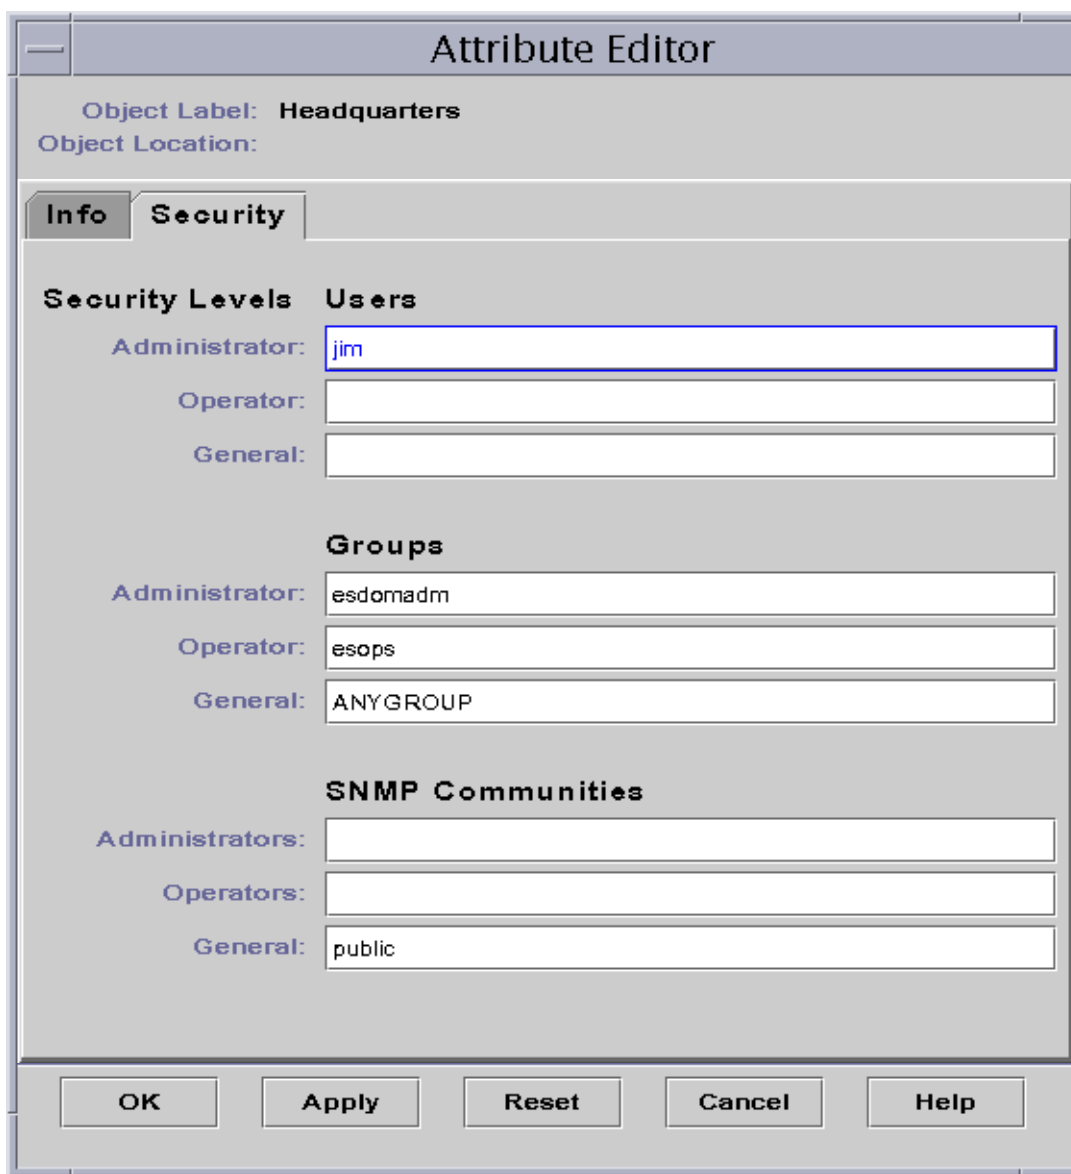 Attribute Editor
Object Label: Headquarters
Object Location:
Info Security
Security Levels Users
Administrator: jim
Operator:
General:
Groups
Administrator: esdomadm
Operator: esops
General: ANYGROUP
SNMP Communities
Administrators:
Operators:
General: public
OK Apply Reset Cancel Help